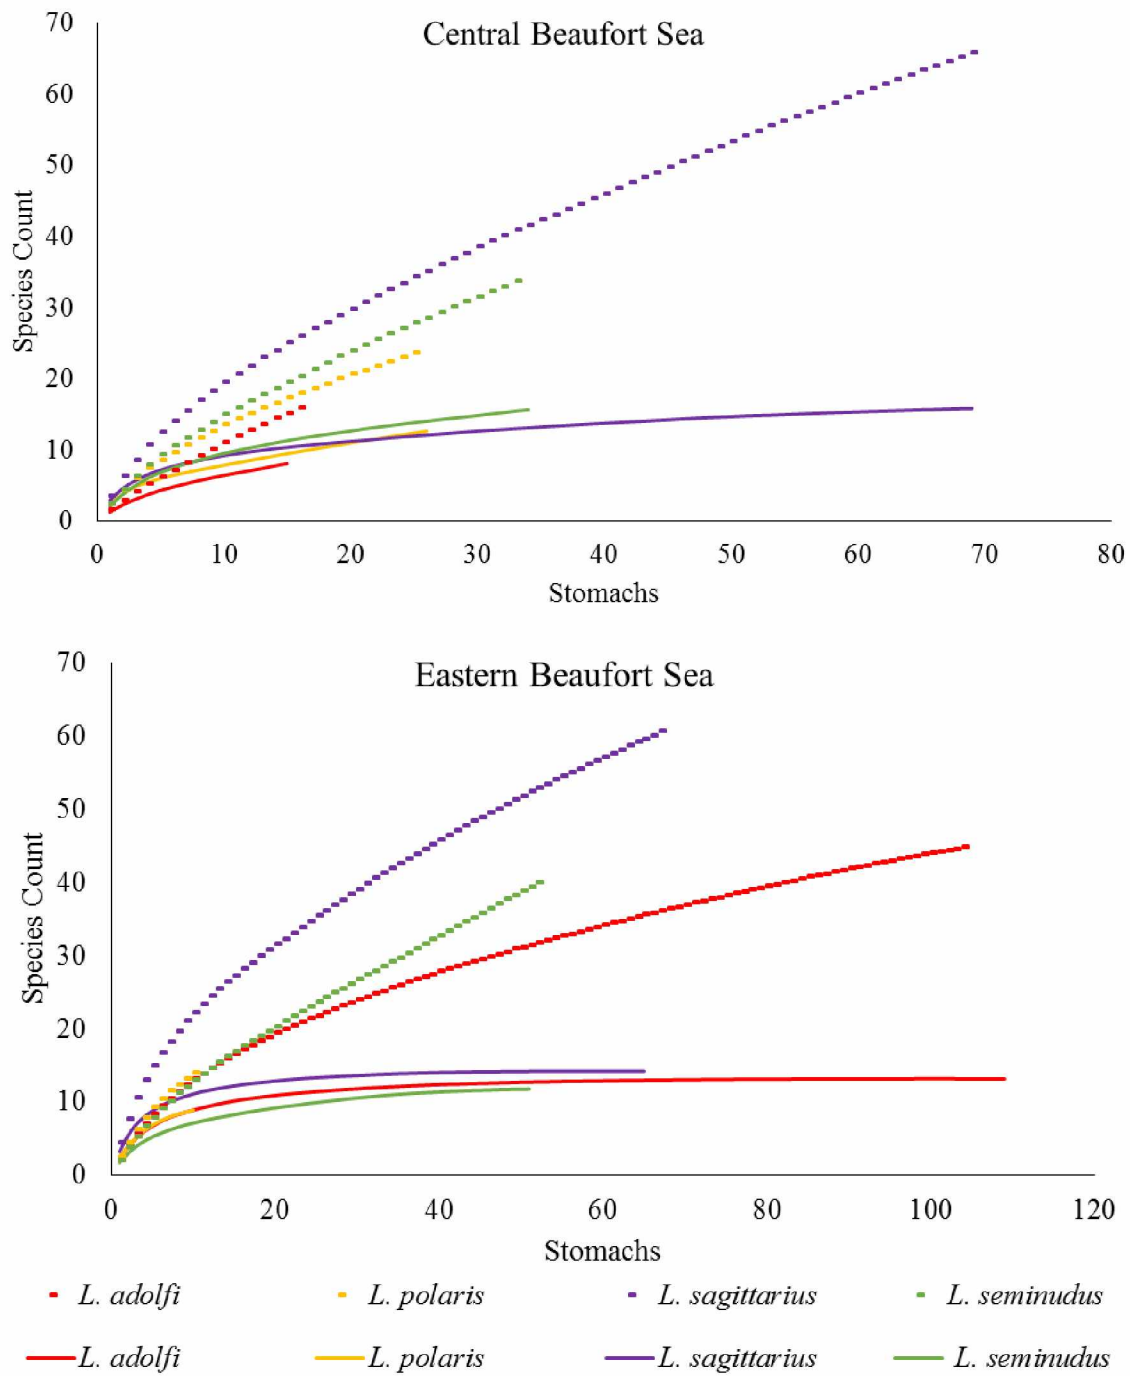 Central Beaufort Sea
70
60
50
40
30
20
10
0
Species Count
0 10 20 30 40 50 60 70 80
Stomachs
Eastern Beaufort Sea
70
60
50
40
30
20
10
0
Species Count
0 20 40 60 80 100 120
Stomachs
L. adolfi L. polaris L. sagittarius L. seminudus
L. adolfi L. polaris L. sagittarius L. seminudus